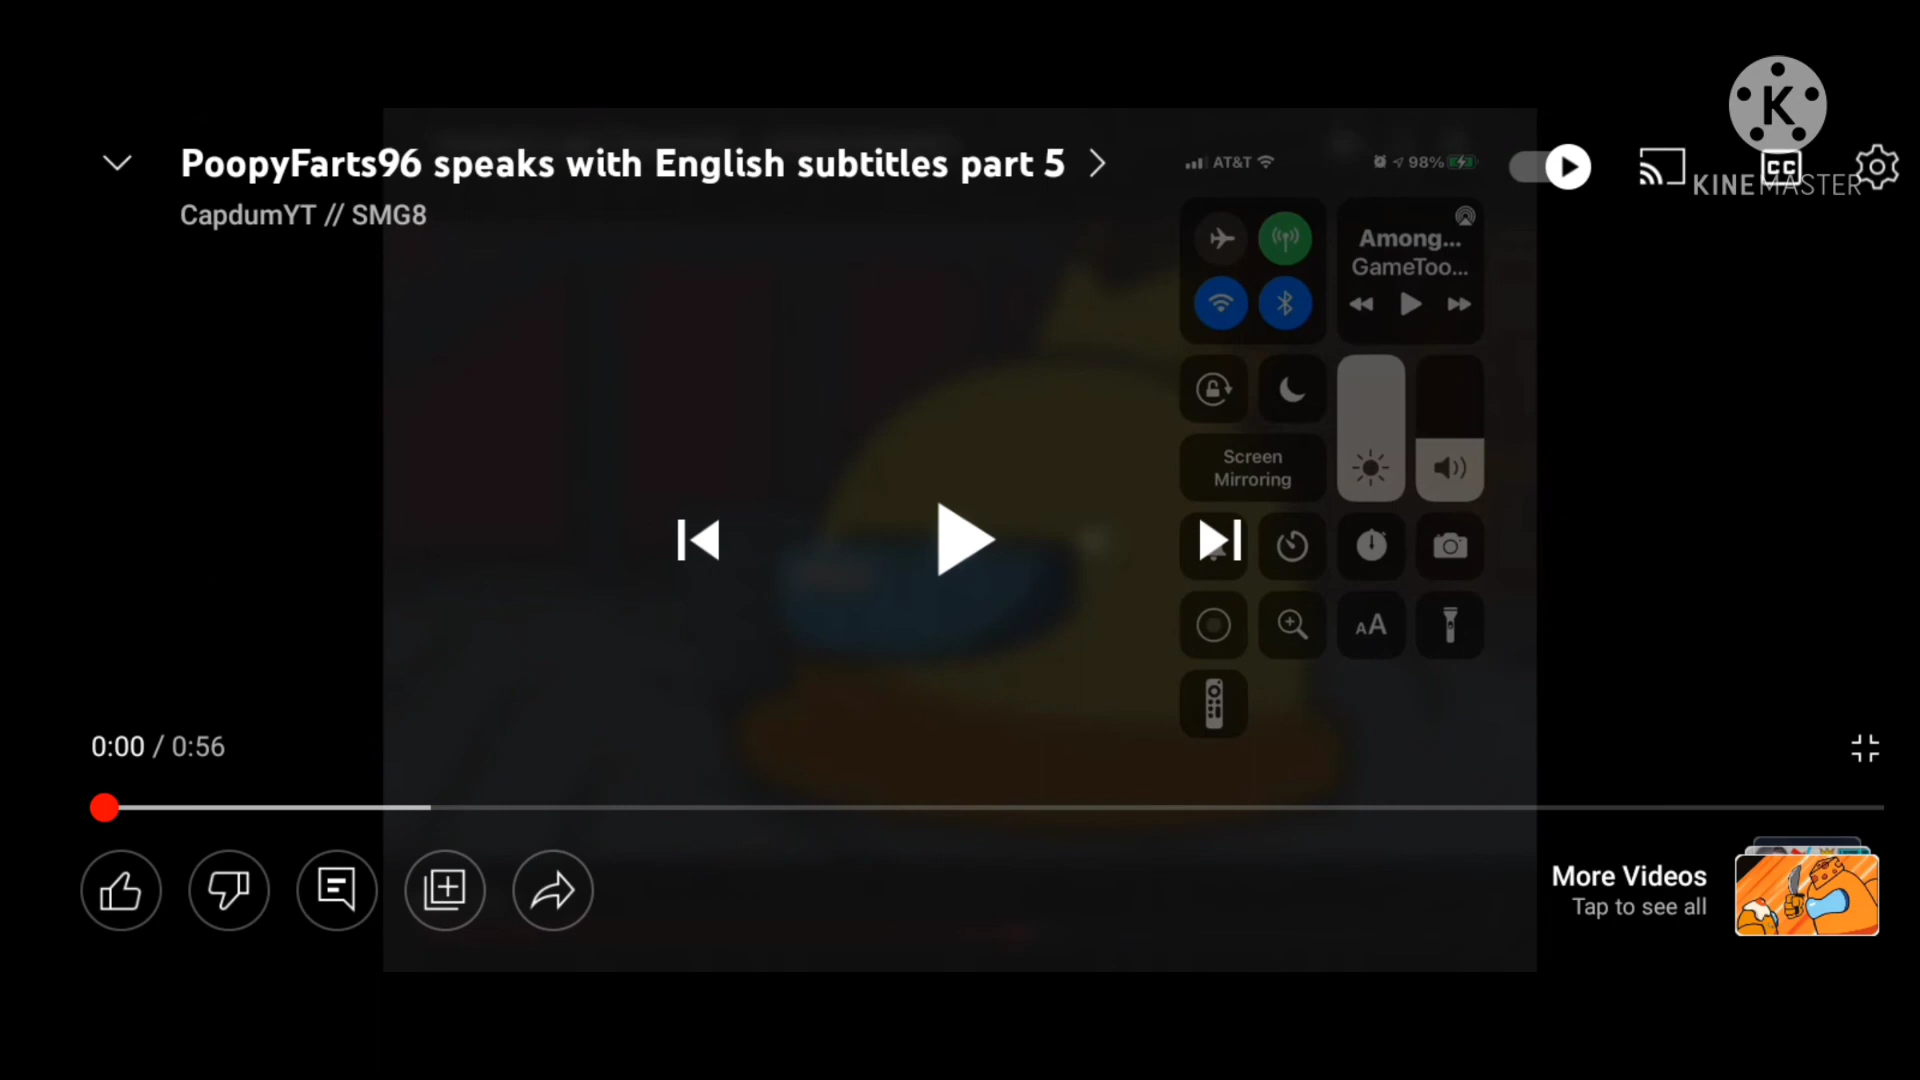 PoopyFarts96 speaks with English subtitles part 5
CapdumYT // SMG8
AT&T
98%
K
CC
KINEMASTER
Among...
GameToo...
Screen
Mirroring
AA
0:00 / 0:56
More Videos
Tap to see all